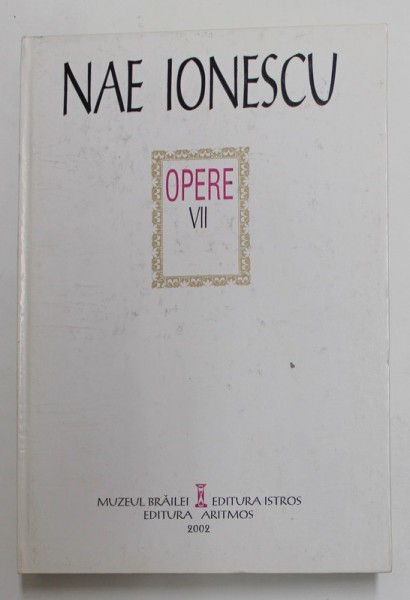 NAE IONESCU
OPERE
VII
MUZEUL BRĂILEI EDITURA ISTROS
EDITURA ARITMOS
2002